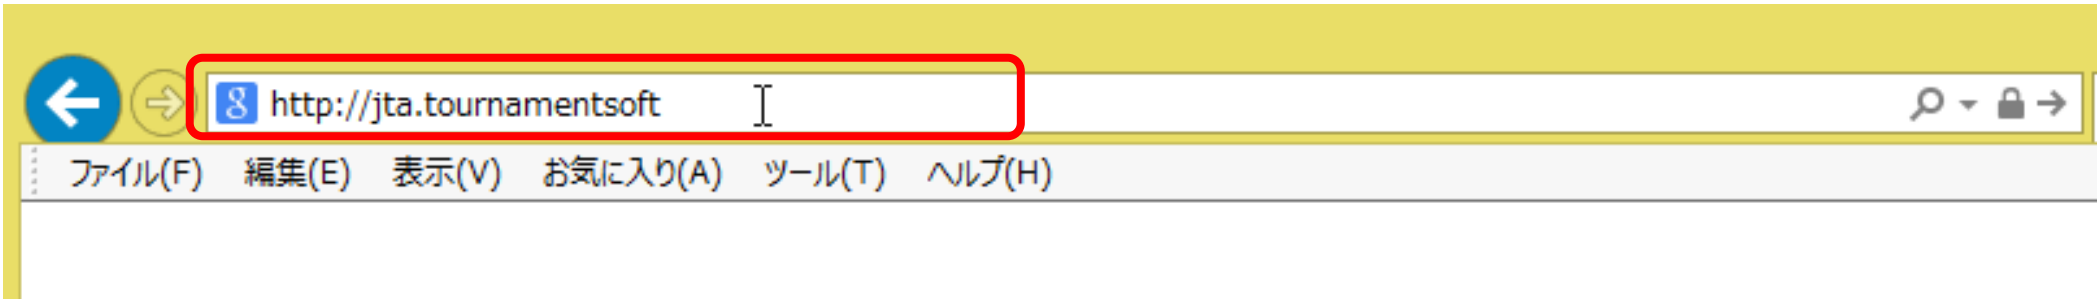 http://jta.tournamentsoft
ファイル(F) 編集(E) 表示(V) お気に入り(A) ツール(T) ヘルプ(H)